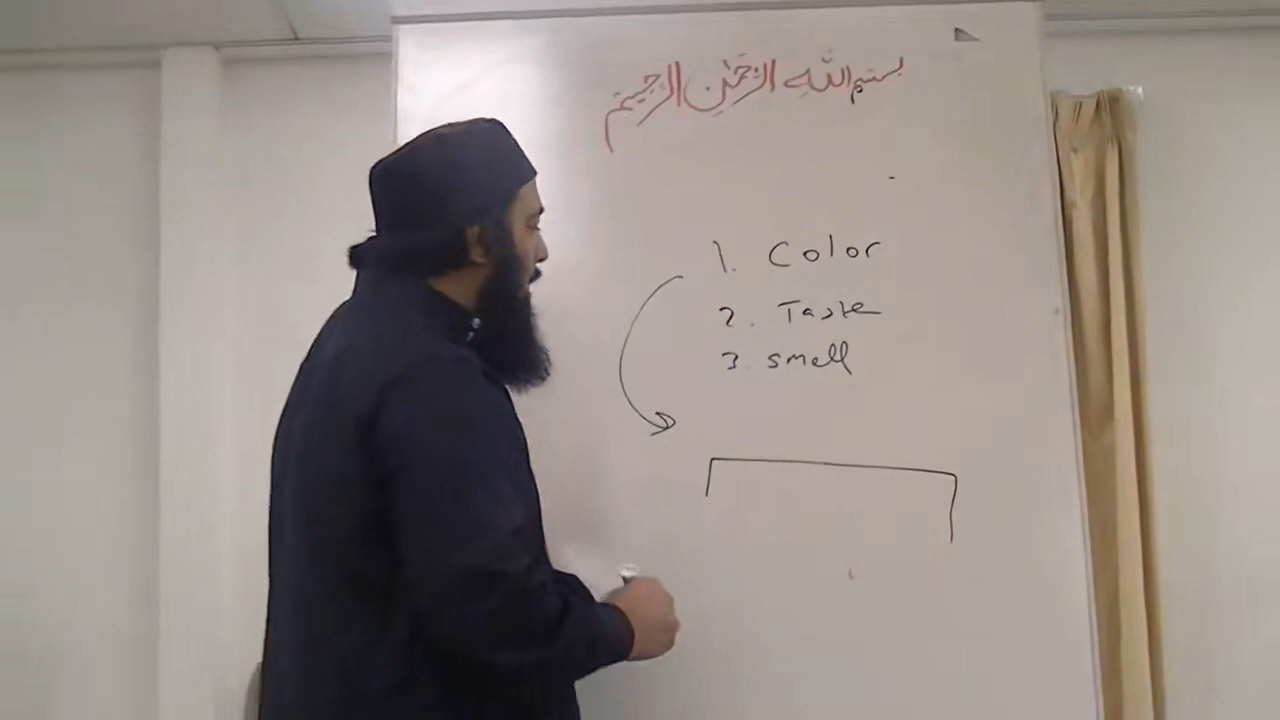 بسم الله الرحمن الرحيم
1. Color
2. Taste
3. smell